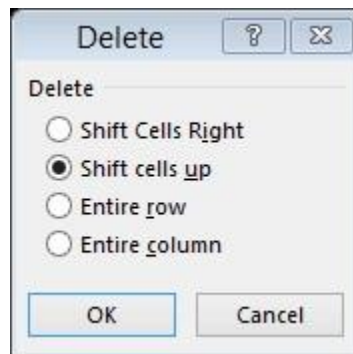 Delete
Delete
Shift Cells Right
Shift cells up
Entire row
Entire column
OK Cancel